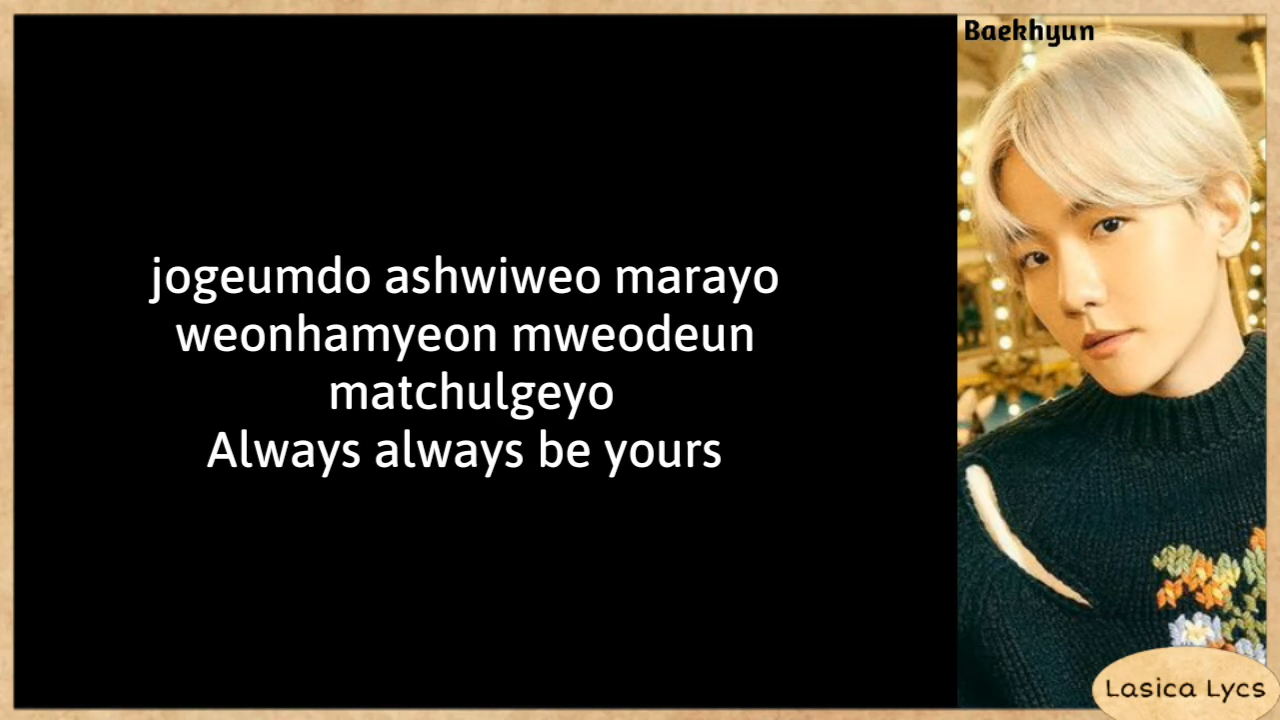 Baekhyun
jogeumdo ashwiweo marayo
weonhamyeon mweodeun
matchulgeyo
Always always be yours
Lasica Lycs